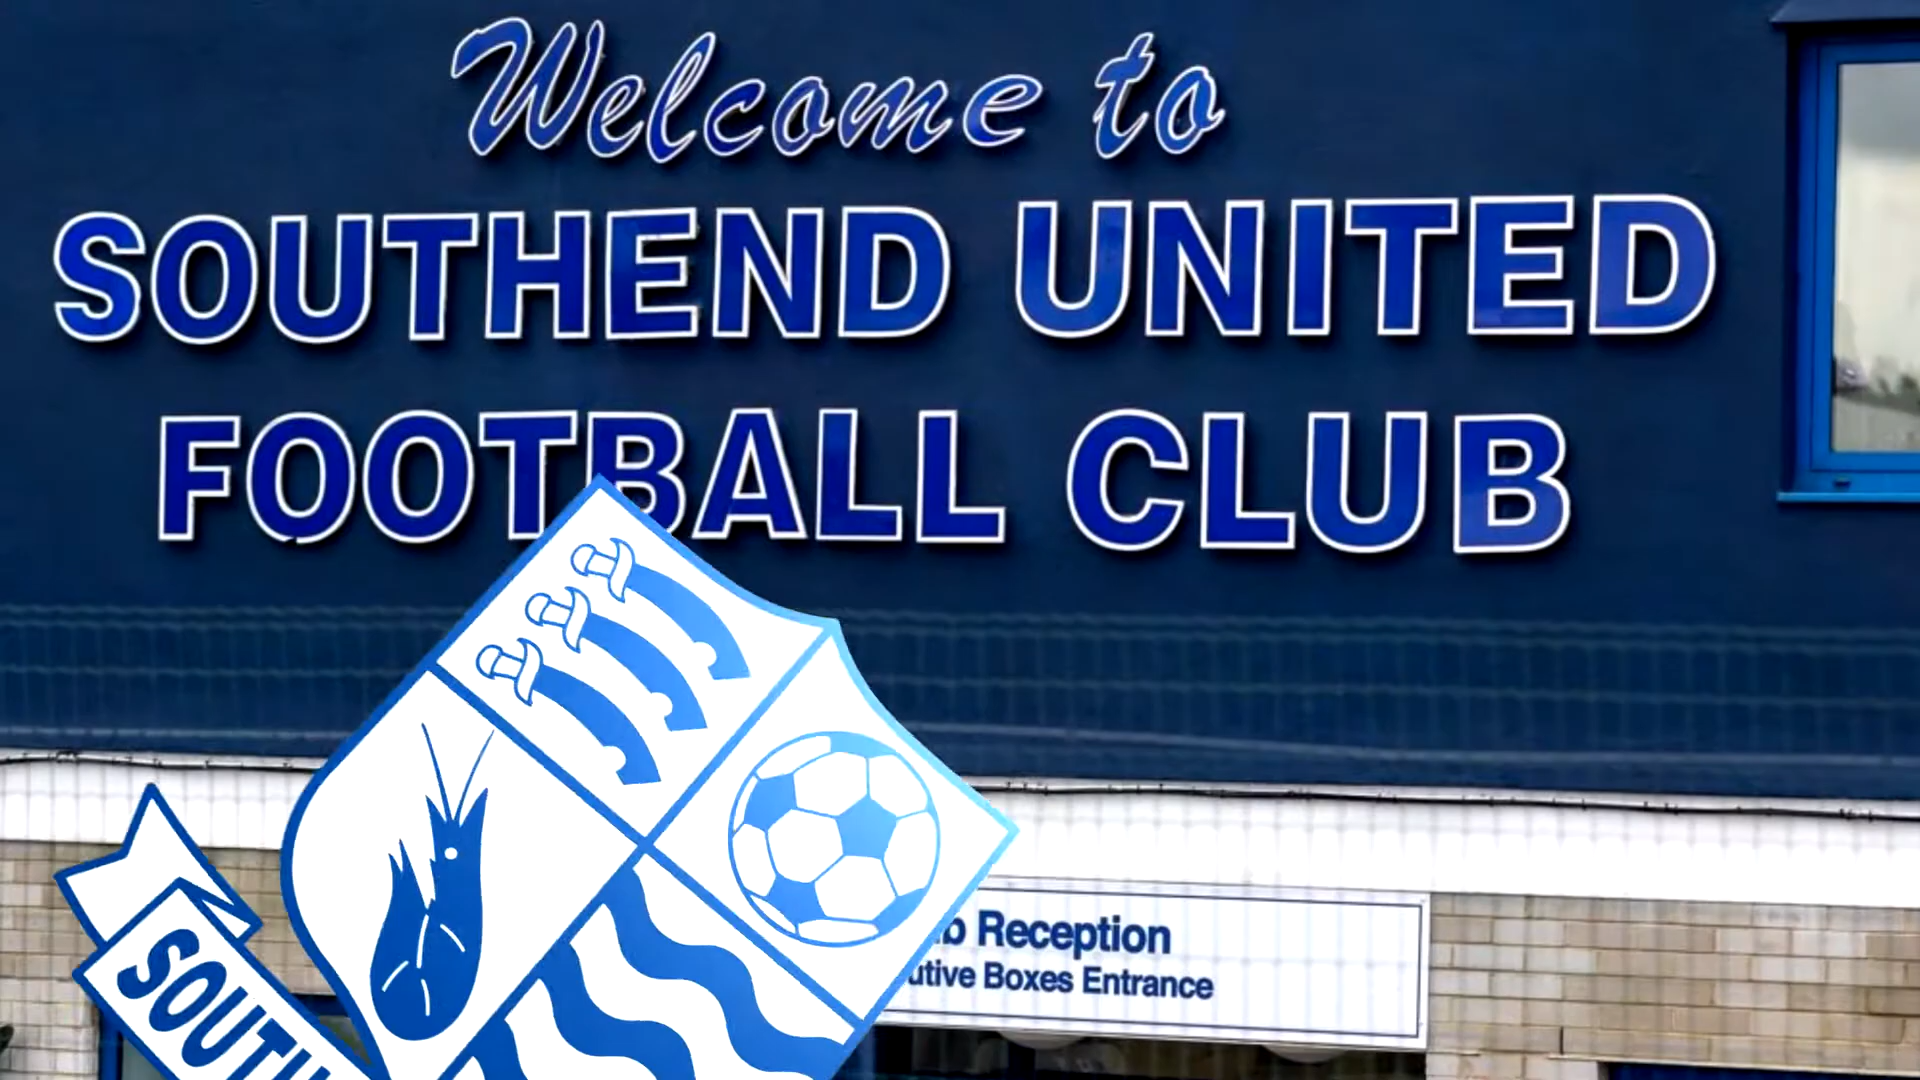 Welcome to
SOUTHEND UNITED
FOOTBALL CLUB
Reception
Boxes Entrance